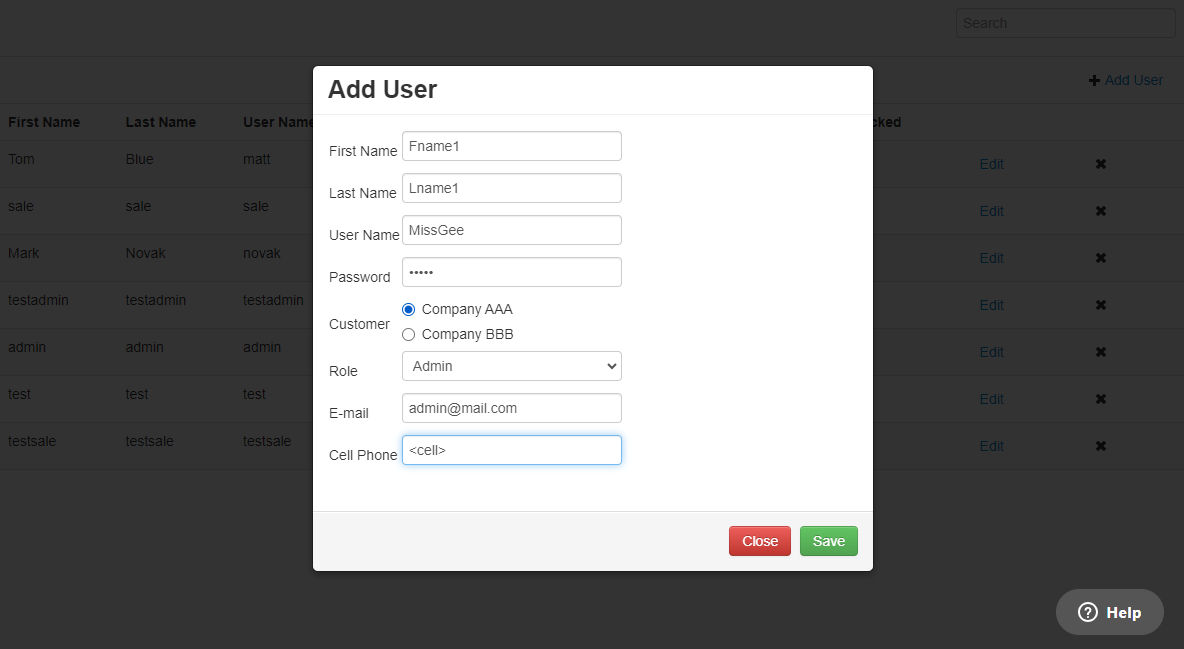 Search
Add User
First Name Last Name User Name cked
Tom Blue matt Edit
sale sale sale Edit
Mark Novak novak Edit
testadmin testadmin testadmin Edit
admin admin admin Edit
test test test Edit
testsale testsale testsale Edit
Add User
First Name Fname1
Last Name Lname1
User Name MissGee
Password •••••
Customer
Company AAA
Company BBB
Role Admin
E-mail admin@mail.com
Cell Phone <cell>
Close Save
Help